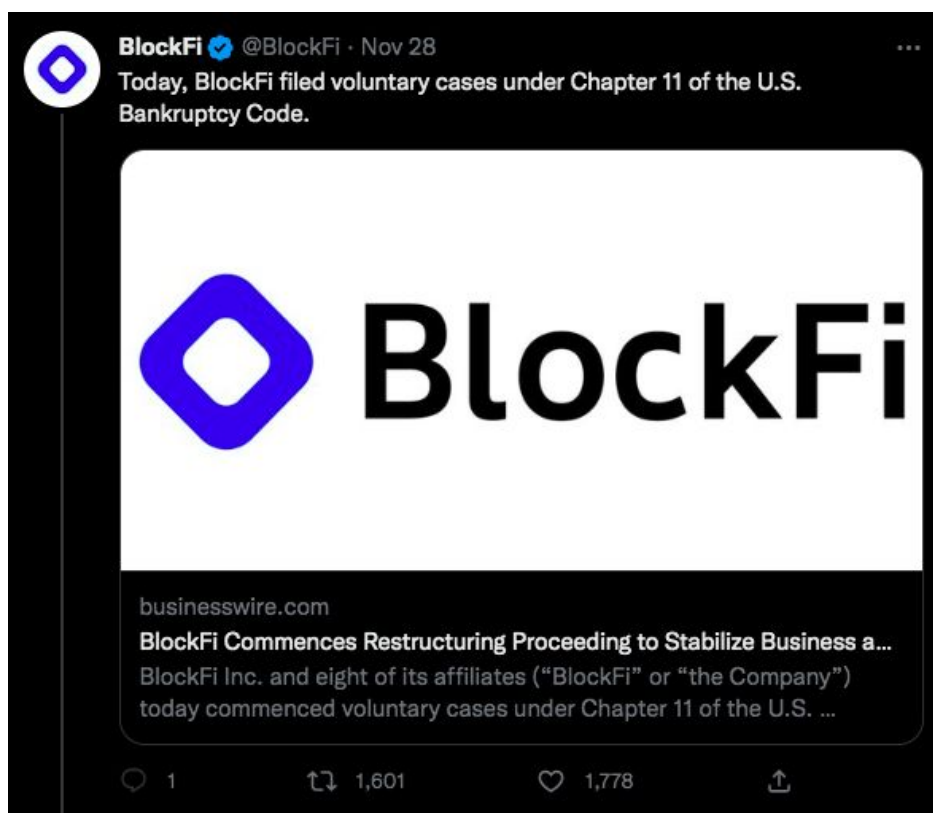 BlockFi @BlockFi · Nov 28
Today, BlockFi filed voluntary cases under Chapter 11 of the U.S.
Bankruptcy Code.
BlockFi
businesswire.com
BlockFi Commences Restructuring Proceeding to Stabilize Business a...
BlockFi Inc. and eight of its affiliates (“BlockFi” or “the Company”)
today commenced voluntary cases under Chapter 11 of the U.S. ...
1 1,601 1,778